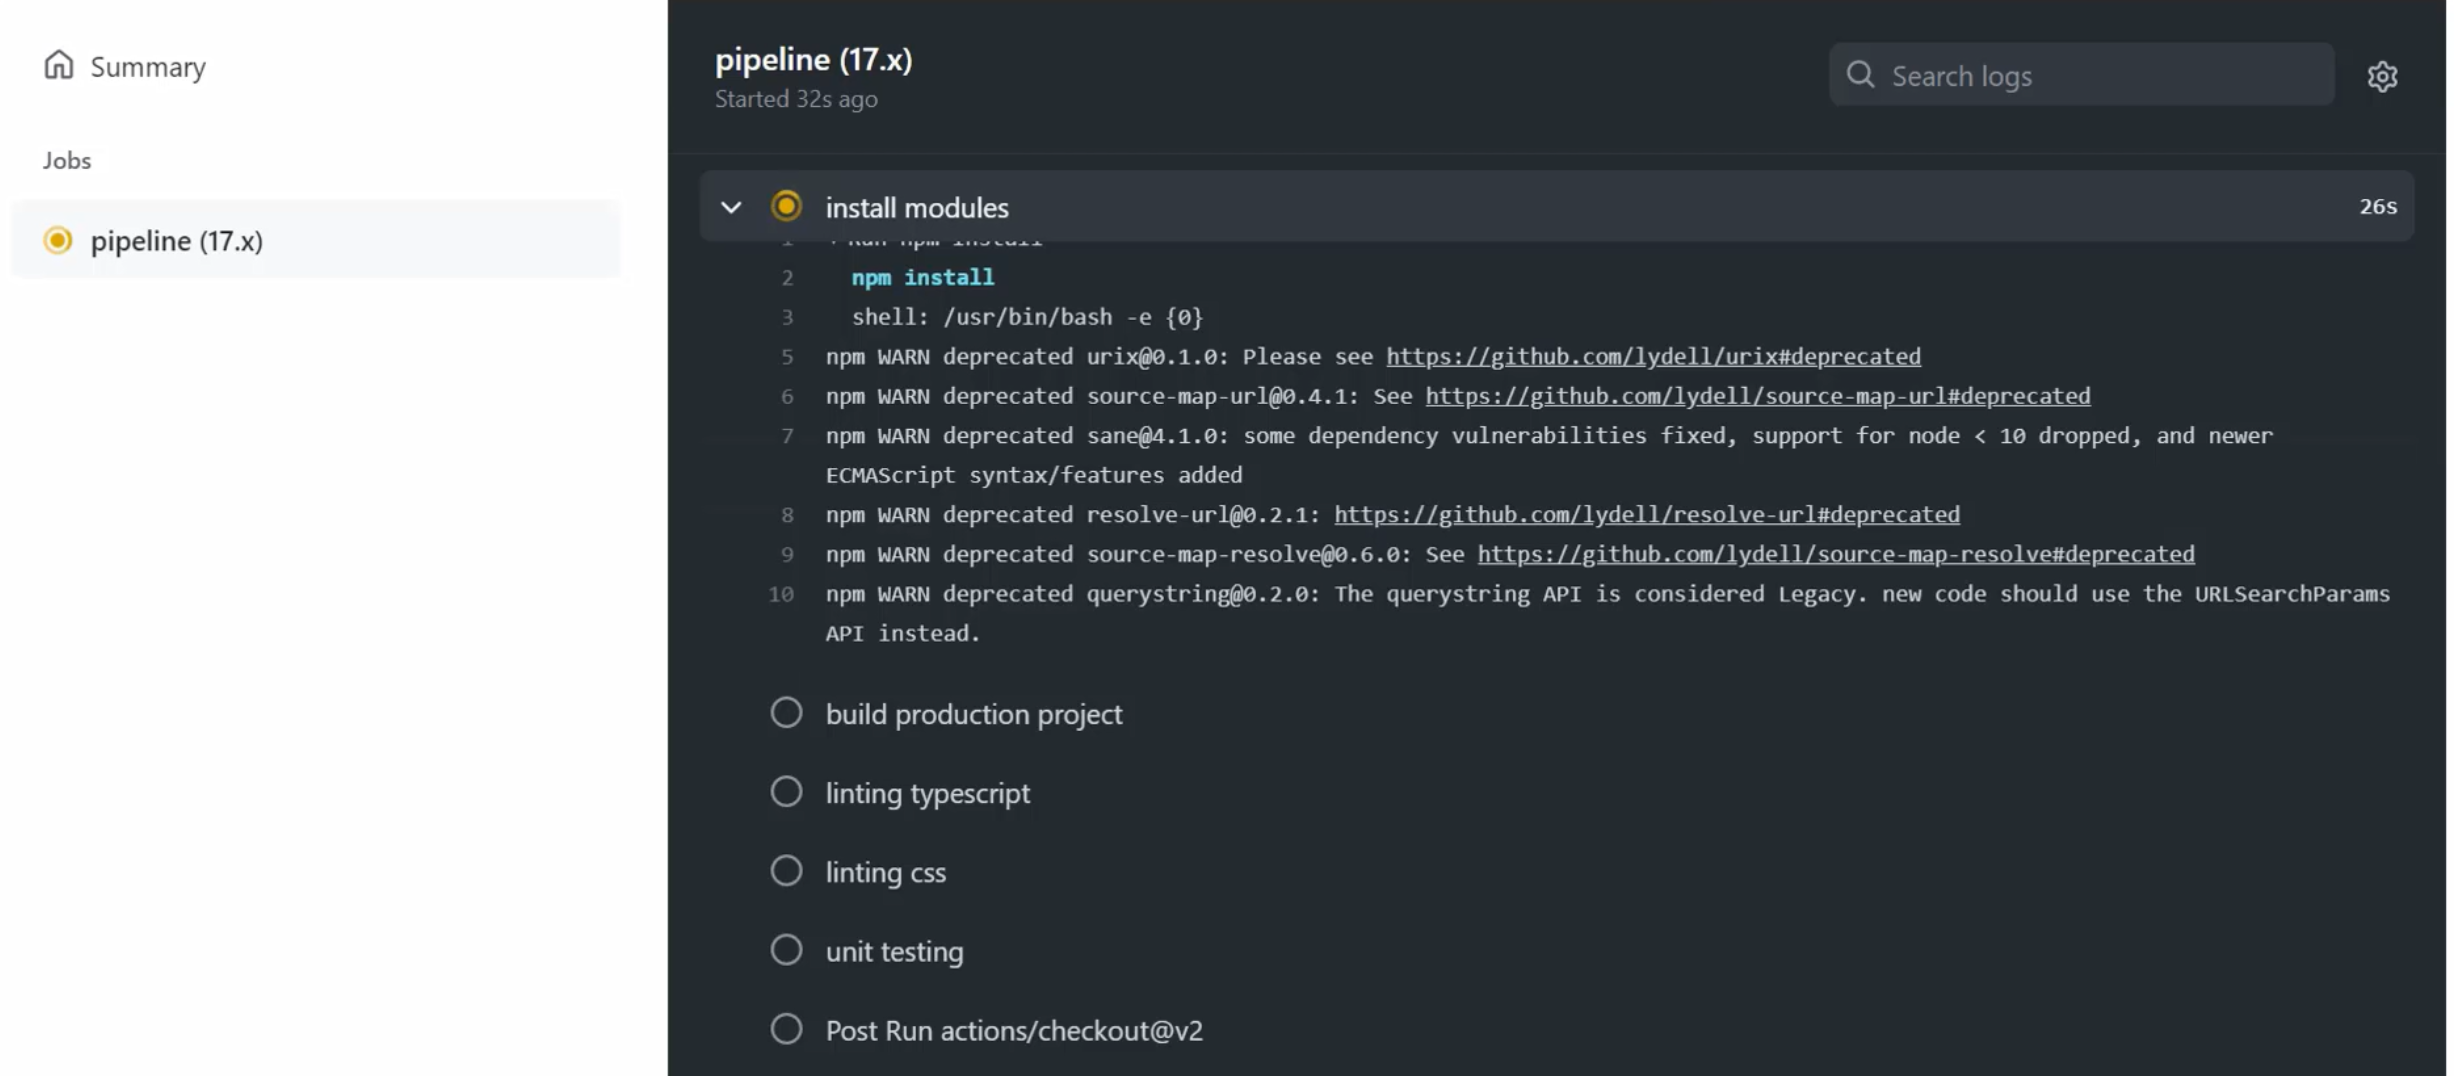 Summary
Jobs
pipeline (17.x)
pipeline (17.x)
Started 32s ago
Search logs
install modules
26s
1 Run npm install
2 npm install
3 shell: /usr/bin/bash -e {0}
5 npm WARN deprecated urix@0.1.0: Please see https://github.com/lydell/urix#deprecated
6 npm WARN deprecated source-map-url@0.4.1: See https://github.com/lydell/source-map-url#deprecated
7 npm WARN deprecated sane@4.1.0: some dependency vulnerabilities fixed, support for node < 10 dropped, and newer
ECMAScript syntax/features added
8 npm WARN deprecated resolve-url@0.2.1: https://github.com/lydell/resolve-url#deprecated
9 npm WARN deprecated source-map-resolve@0.6.0: See https://github.com/lydell/source-map-resolve#deprecated
10 npm WARN deprecated querystring@0.2.0: The querystring API is considered Legacy. new code should use the URLSearchParams
API instead.
build production project
linting typescript
linting css
unit testing
Post Run actions/checkout@v2